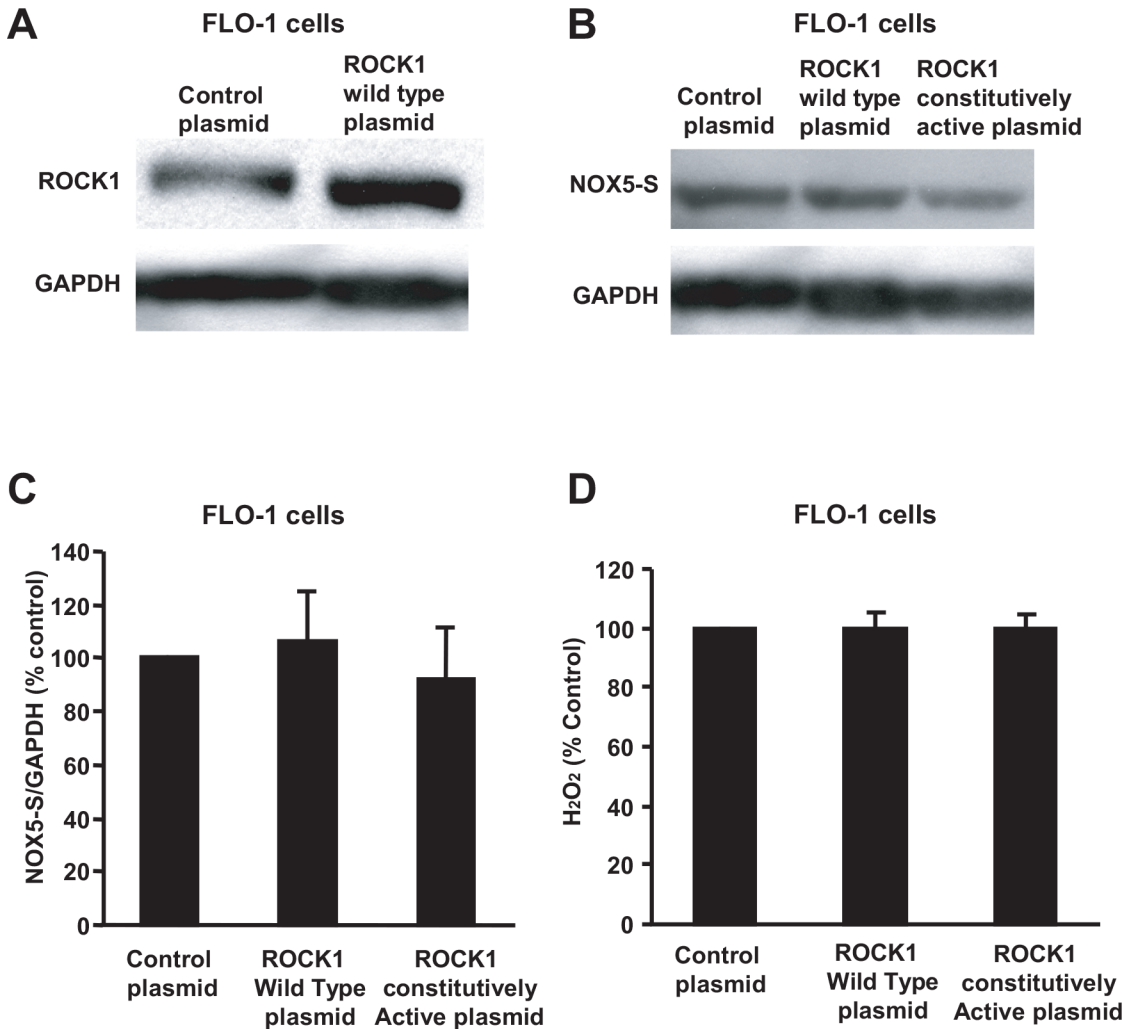 A
FLO-1 cells
Control
plasmid
ROCK1
wild type
plasmid
ROCK1
GAPDH
B
FLO-1 cells
Control
plasmid
ROCK1
wild type
plasmid
ROCK1
constitutively
active plasmid
NOX5-S
GAPDH
C
FLO-1 cells
NOX5-S/GAPDH (% control)
140
120
100
80
60
40
20
0
Control
plasmid
ROCK1
Wild Type
plasmid
ROCK1
constitutively
Active plasmid
D
FLO-1 cells
H₂O₂ (% Control)
120
100
80
60
40
20
0
Control
plasmid
ROCK1
Wild Type
plasmid
ROCK1
constitutively
Active plasmid